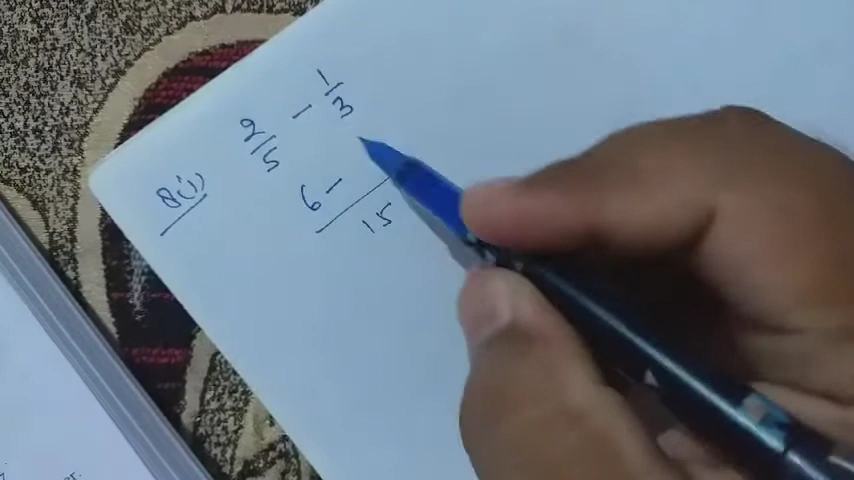 8(i) 2/5 - 1/3
6 - / 15